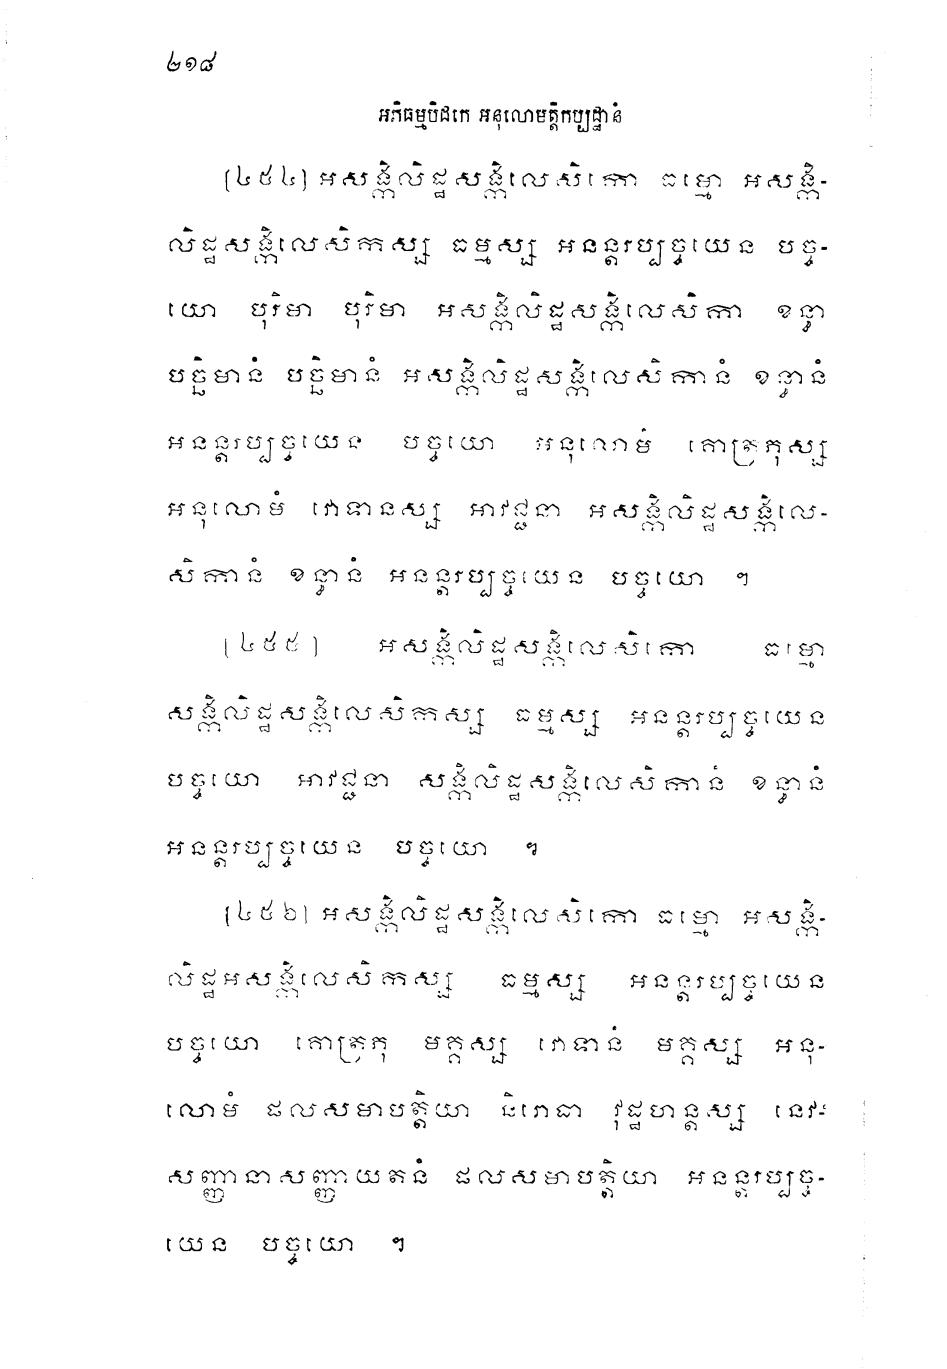 ២១៨
អភិធម្មបិដកេ អនុលោមត្តិកប្បដ្ឋានំ
[៤៥៤] អសង្កិលិដ្ឋសង្កិលេសិកោ ធម្មោ អសង្កិ-
លិដ្ឋសង្កិលេសិកស្ស ធម្មស្ស អនន្តរប្បច្ចយេន បច្ច-
យោ បុរិមា បុរិមា អសង្កិលិដ្ឋសង្កិលេសិកា ខន្ធា
បច្ឆិមានំ បច្ឆិមានំ អសង្កិលិដ្ឋសង្កិលេសិកានំ ខន្ធានំ
អនន្តរប្បច្ចយេន បច្ចយោ អនុលោមំ គោត្រភុស្ស
អនុលោមំ វោទានស្ស អាវជ្ជនា អសង្កិលិដ្ឋសង្កិលេ-
សិកានំ ខន្ធានំ អនន្តរប្បច្ចយេន បច្ចយោ ។
[៤៥៥] អសង្កិលិដ្ឋសង្កិលេសិកោ ធម្មោ
សង្កិលិដ្ឋសង្កិលេសិកស្ស ធម្មស្ស អនន្តរប្បច្ចយេន
បច្ចយោ អាវជ្ជនា សង្កិលិដ្ឋសង្កិលេសិកានំ ខន្ធានំ
អនន្តរប្បច្ចយេន បច្ចយោ ។
[៤៥៦] អសង្កិលិដ្ឋសង្កិលេសិកោ ធម្មោ អសង្កិ-
លិដ្ឋអសង្កិលេសិកស្ស ធម្មស្ស អនន្តរប្បច្ចយេន
បច្ចយោ គោត្រភុ មគ្គស្ស វោទានំ មគ្គស្ស អនុ-
លោមំ ផលសមាបត្តិយា និរោធា វុដ្ឋហន្តស្ស នេវ-
សញ្ញានាសញ្ញាយតនំ ផលសមាបត្តិយា អនន្តរប្បច្ច-
យេន បច្ចយោ ។